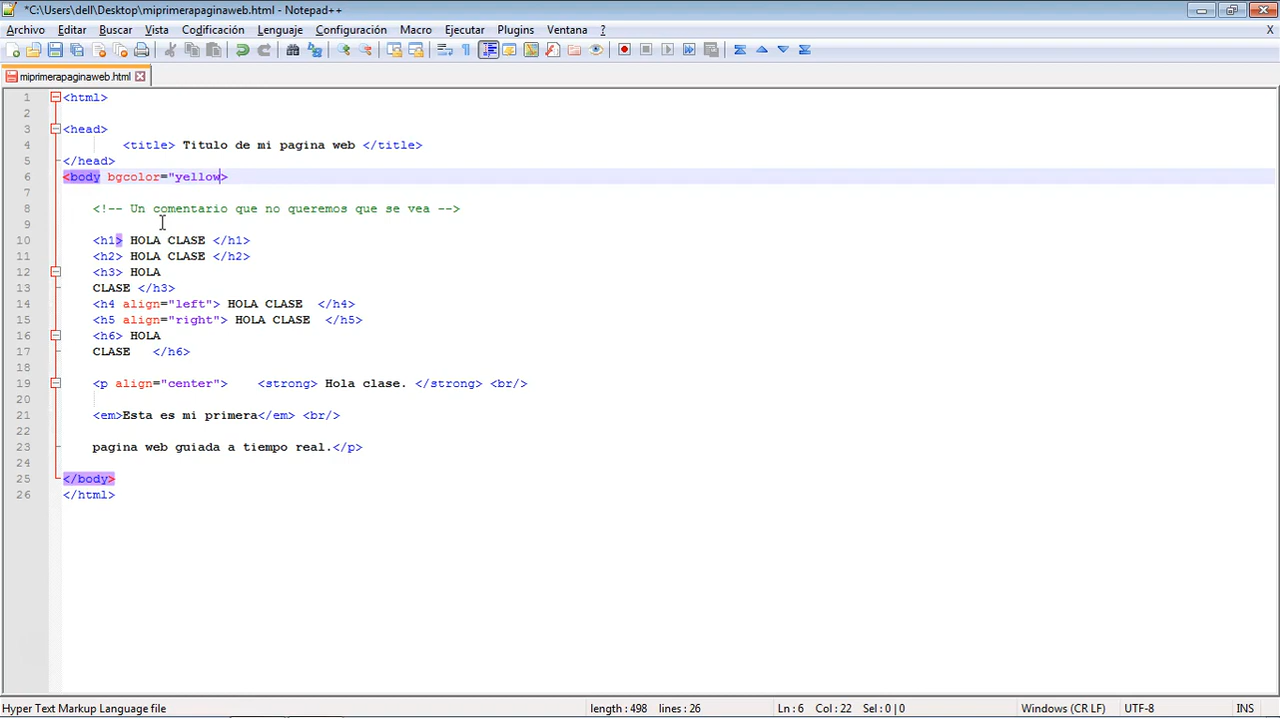 *C:\Users\dell\Desktop\miprimerapaginaweb.html - Notepad++
Archivo Editar Buscar Vista Codificación Lenguaje Configuración Macro Ejecutar Plugins Ventana ? X
miprimerapaginaweb.html
1 <html>
2
3 <head>
4 <title> Titulo de mi pagina web </title>
5 </head>
6 <body bgcolor="yellow>
7
8 <!-- Un comentario que no queremos que se vea -->
9
10 <h1> HOLA CLASE </h1>
11 <h2> HOLA CLASE </h2>
12 <h3> HOLA
13 CLASE </h3>
14 <h4 align="left"> HOLA CLASE </h4>
15 <h5 align="right"> HOLA CLASE </h5>
16 <h6> HOLA
17 CLASE </h6>
18
19 <p align="center"> <strong> Hola clase. </strong> <br/>
20
21 <em>Esta es mi primera</em> <br/>
22
23 pagina web guiada a tiempo real.</p>
24
25 </body>
26 </html>
Hyper Text Markup Language file length : 498 lines : 26 Ln : 6 Col : 22 Sel : 0 | 0 Windows (CR LF) UTF-8 INS